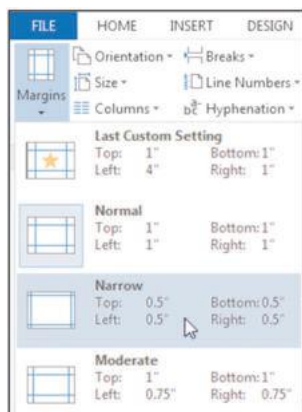 FILE HOME INSERT DESIGN
Orientation Breaks
Size Line Numbers
Margins
Columns Hyphenation
Last Custom Setting
Top: 1" Bottom: 1"
Left: 4" Right: 1"
Normal
Top: 1" Bottom: 1"
Left: 1" Right: 1"
Narrow
Top: 0.5" Bottom: 0.5"
Left: 0.5" Right: 0.5"
Moderate
Top: 1" Bottom: 1"
Left: 0.75" Right: 0.75"